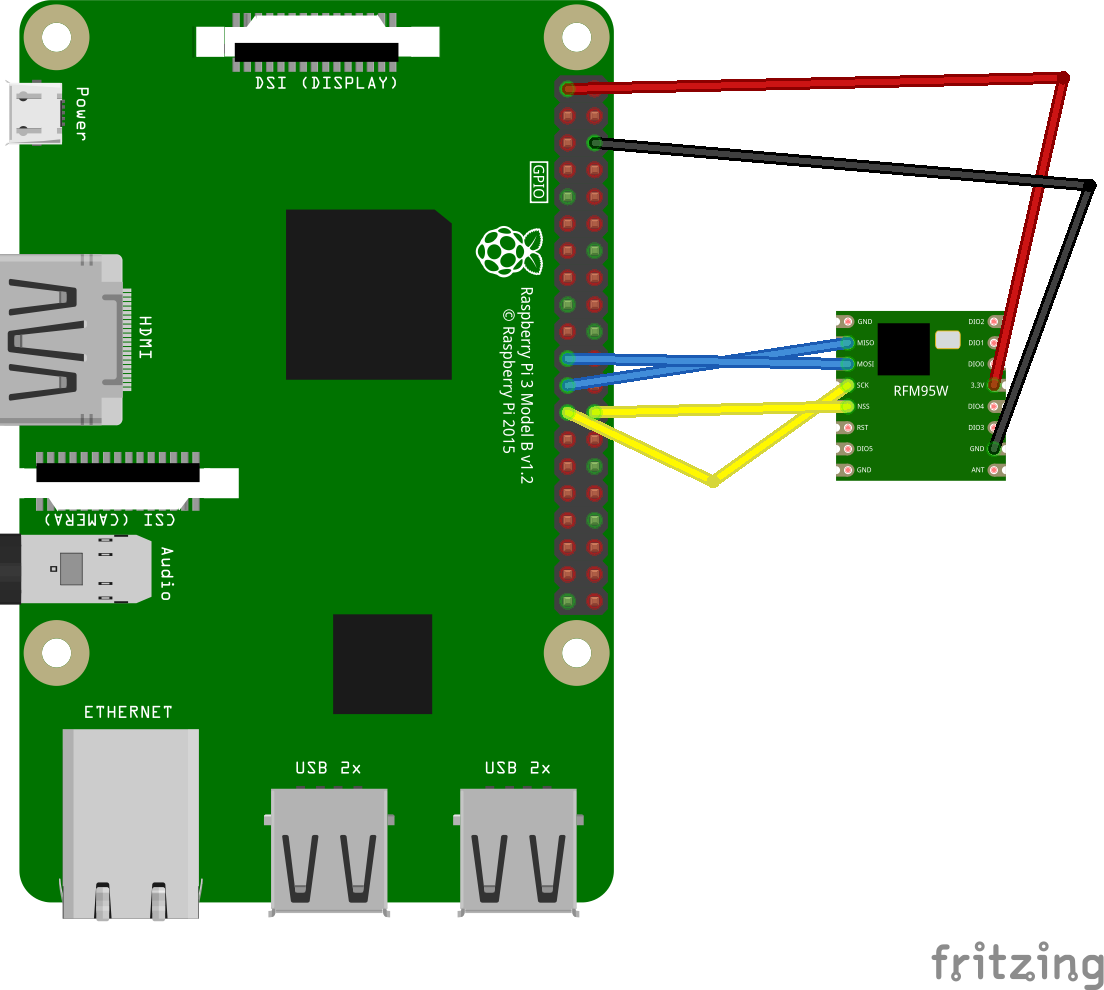 DSI (DISPLAY)
Power
GPIO
HDMI
Raspberry Pi 3 Model B v1.2
© Raspberry Pi 2015
CSI (CAMERA)
Audio
ETHERNET
USB 2x
USB 2x
GND
MISO
MOSI
SCK
NSS
RST
DIO5
GND
RFM95W
DIO2
DIO1
DIO0
3.3V
DIO4
DIO3
GND
ANT
fritzing